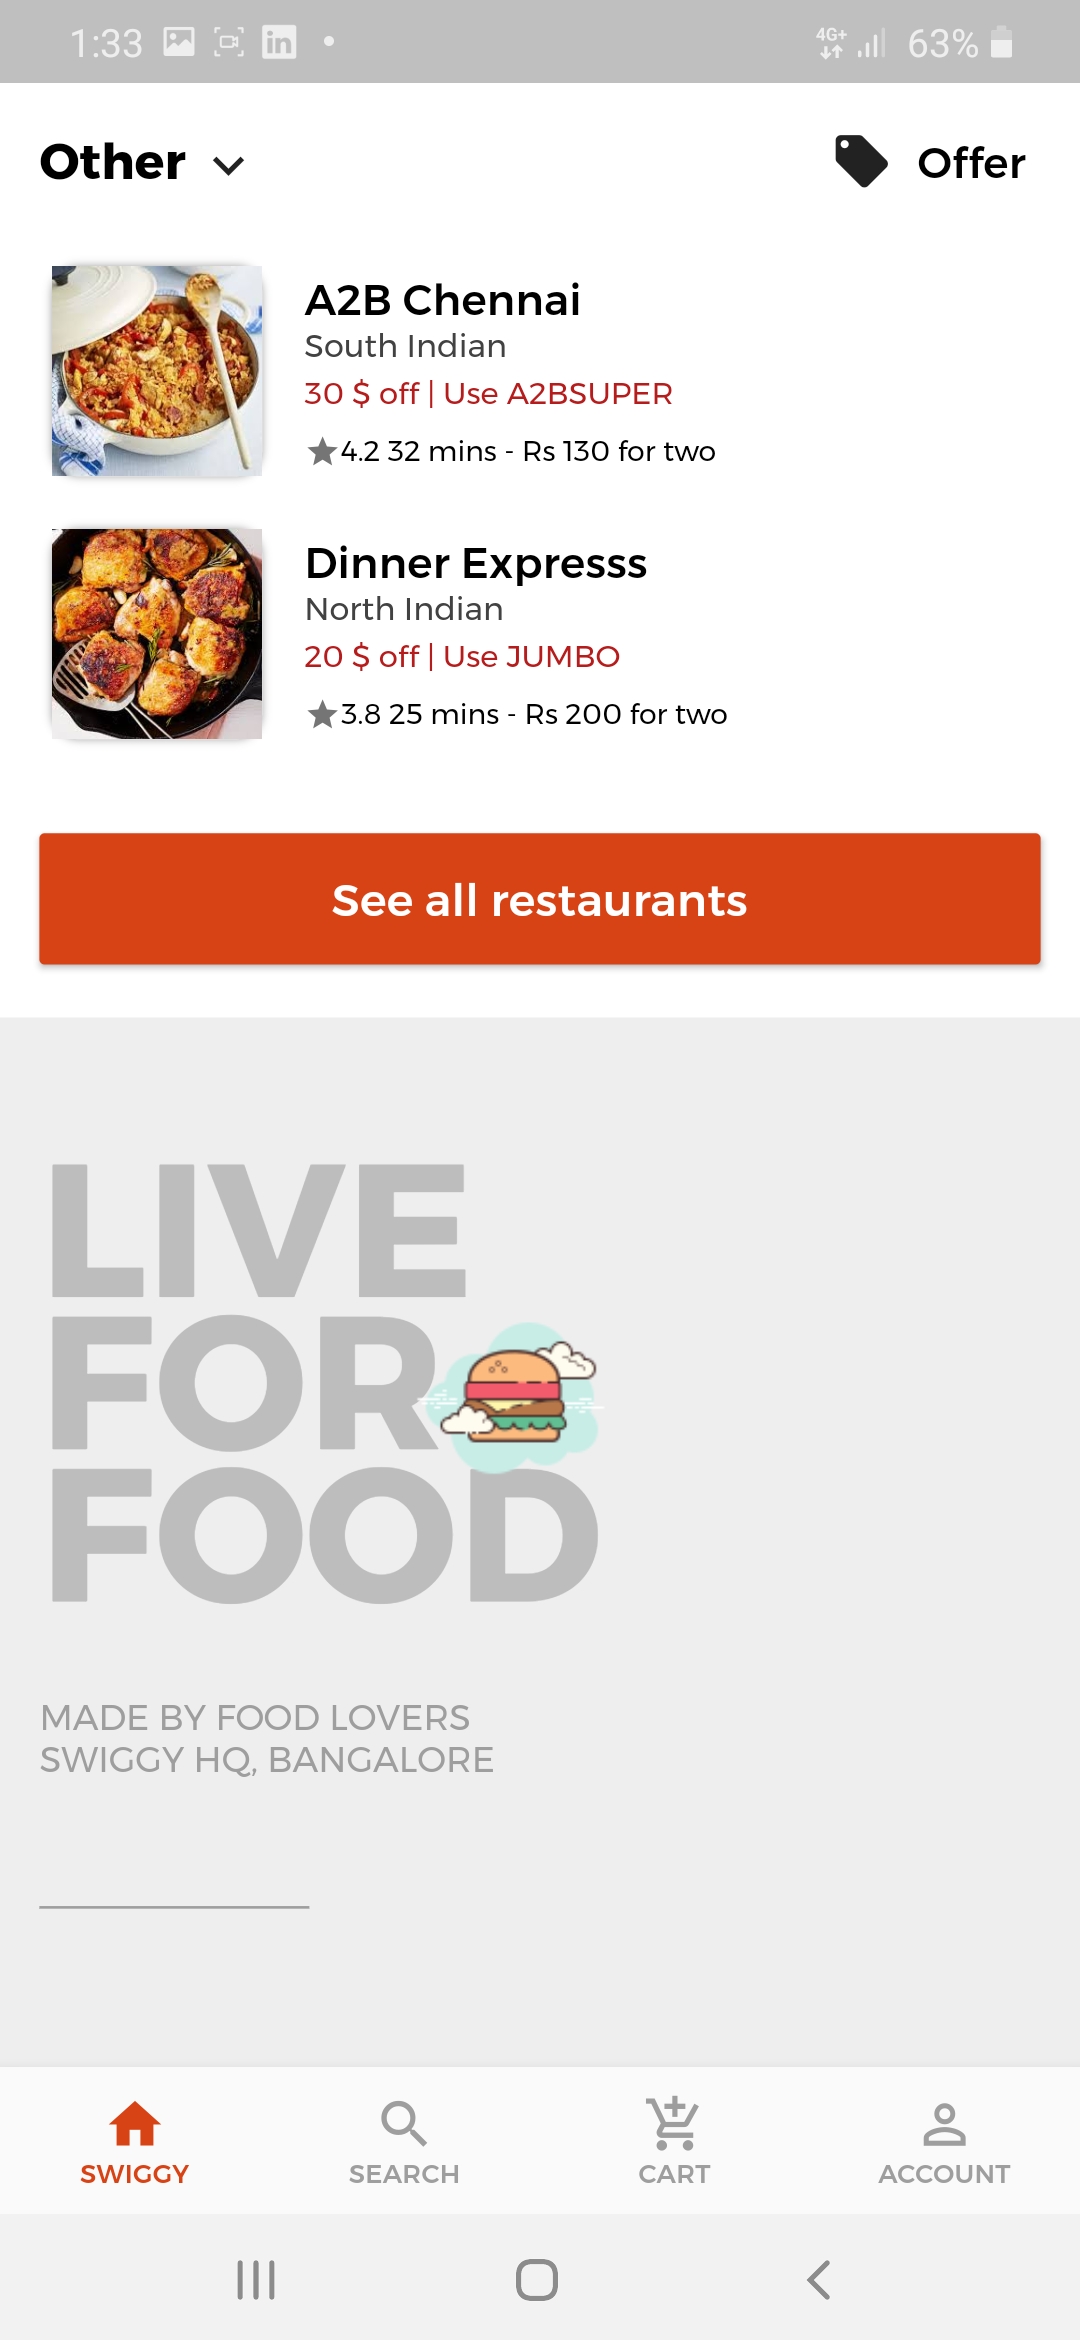 1:33 4G+ 63%
Other Offer
A2B Chennai
South Indian
30 $ off | Use A2BSUPER
4.2 32 mins - Rs 130 for two
Dinner Expresss
North Indian
20 $ off | Use JUMBO
3.8 25 mins - Rs 200 for two
See all restaurants
LIVE
FOR
FOOD
MADE BY FOOD LOVERS
SWIGGY HQ, BANGALORE
SWIGGY SEARCH CART ACCOUNT